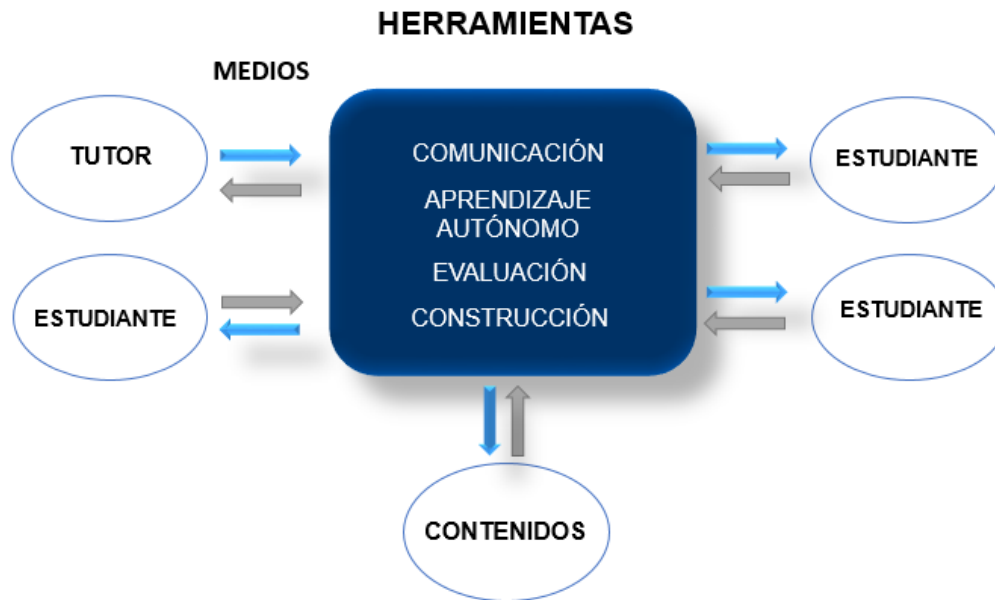 HERRAMIENTAS
MEDIOS
TUTOR
COMUNICACIÓN
ESTUDIANTE
APRENDIZAJE
AUTÓNOMO
EVALUACIÓN
ESTUDIANTE
CONSTRUCCIÓN
ESTUDIANTE
CONTENIDOS